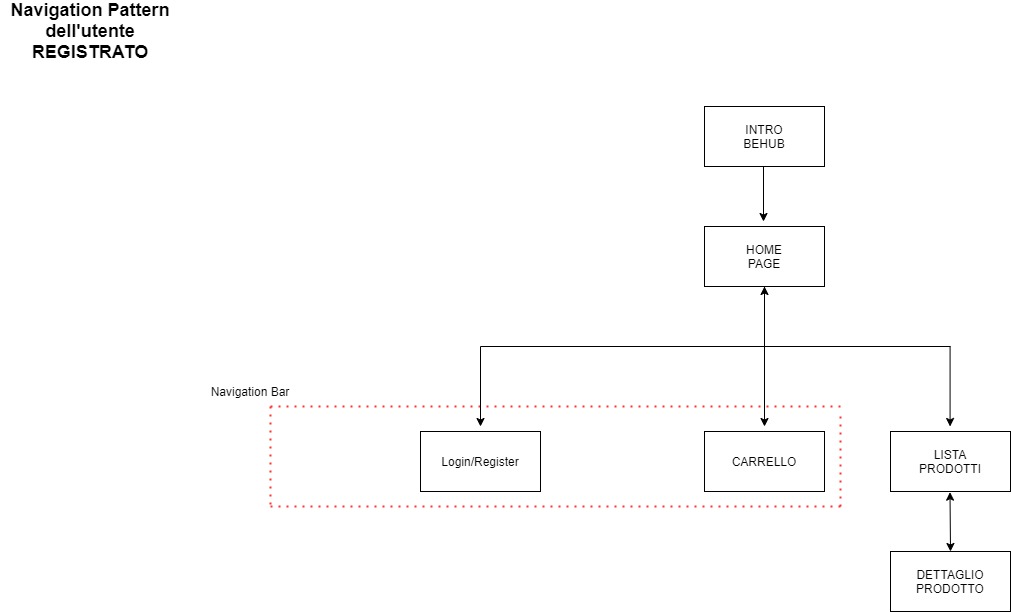 Navigation Pattern
dell'utente
REGISTRATO
INTRO
BEHUB
HOME
PAGE
Navigation Bar
Login/Register
CARRELLO
LISTA
PRODOTTI
DETTAGLIO
PRODOTTO